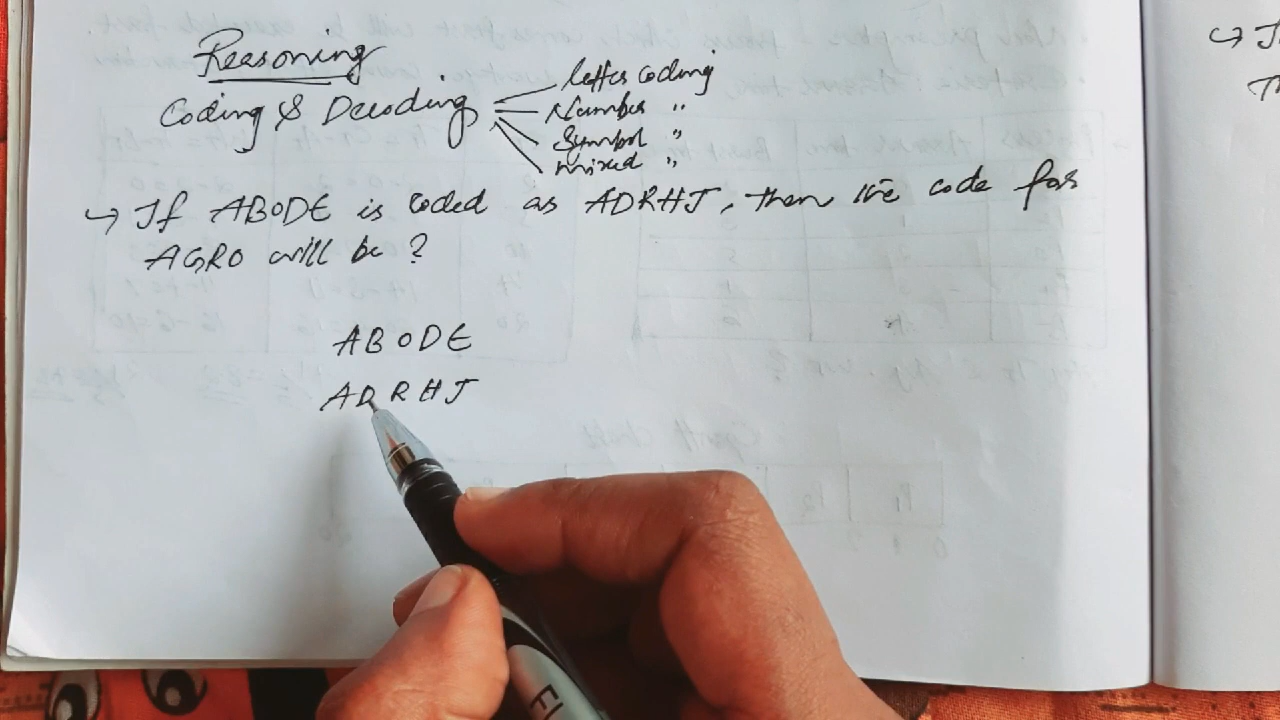 Reasoning
Coding & Decoding
letter coding
Number "
Symbol "
mixed "
↪ If ABODE is coded as ADRHJ, then the code for
AGRO will be ?
ABODE
ADRHJ